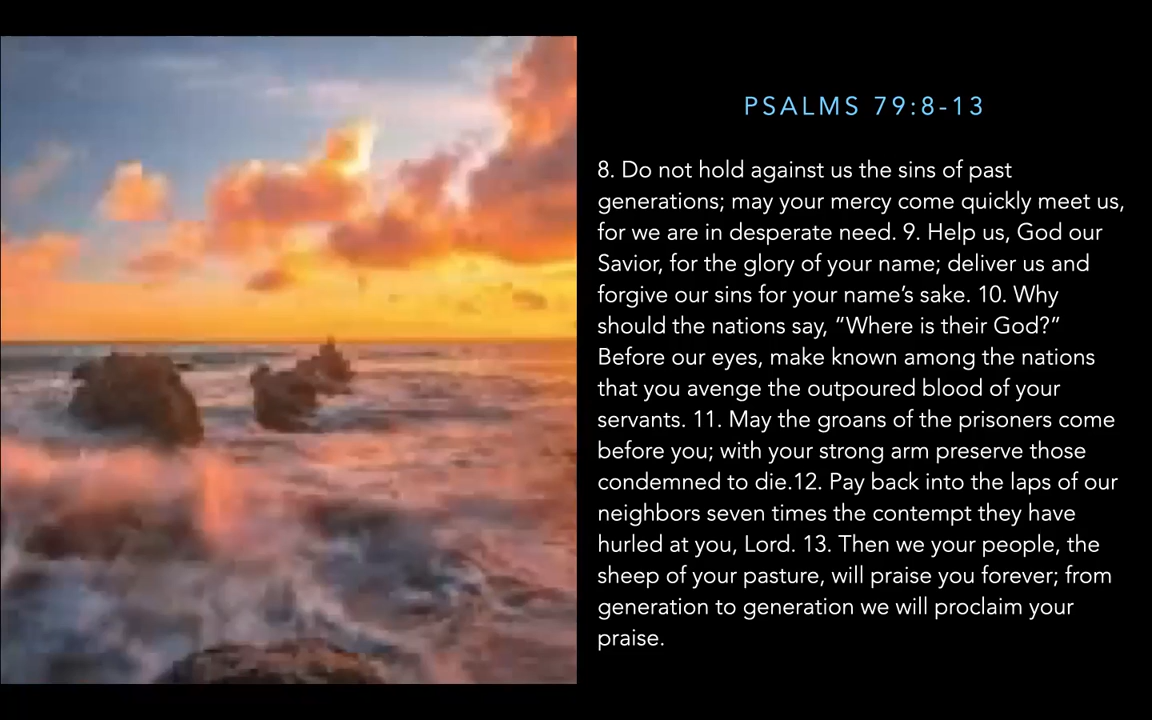 PSALMS 79:8-13
8. Do not hold against us the sins of past
generations; may your mercy come quickly meet us,
for we are in desperate need. 9. Help us, God our
Savior, for the glory of your name; deliver us and
forgive our sins for your name’s sake. 10. Why
should the nations say, “Where is their God?”
Before our eyes, make known among the nations
that you avenge the outpoured blood of your
servants. 11. May the groans of the prisoners come
before you; with your strong arm preserve those
condemned to die.12. Pay back into the laps of our
neighbors seven times the contempt they have
hurled at you, Lord. 13. Then we your people, the
sheep of your pasture, will praise you forever; from
generation to generation we will proclaim your
praise.